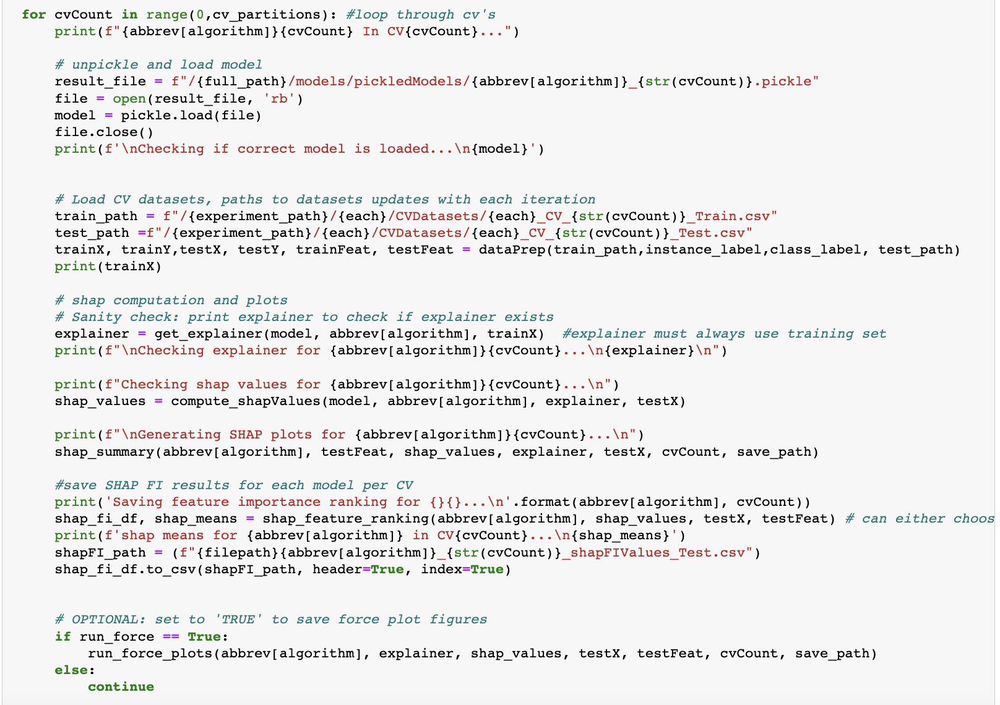 for cvCount in range(0,cv_partitions): #loop through cv's
    print(f"{abbrev[algorithm]}{cvCount} In CV{cvCount}...")

    # unpickle and load model
    result_file = f"/{full_path}/models/pickledModels/{abbrev[algorithm]}_{str(cvCount)}.pickle"
    file = open(result_file, 'rb')
    model = pickle.load(file)
    file.close()
    print(f'\nChecking if correct model is loaded...\n{model}')


    # Load CV datasets, paths to datasets updates with each iteration
    train_path = f"/{experiment_path}/{each}/CVDatasets/{each}_CV_{str(cvCount)}_Train.csv"
    test_path =f"/{experiment_path}/{each}/CVDatasets/{each}_CV_{str(cvCount)}_Test.csv"
    trainX, trainY,testX, testY, trainFeat, testFeat = dataPrep(train_path,instance_label,class_label, test_path)
    print(trainX)

    # shap computation and plots
    # Sanity check: print explainer to check if explainer exists
    explainer = get_explainer(model, abbrev[algorithm], trainX)  #explainer must always use training set
    print(f"\nChecking explainer for {abbrev[algorithm]}{cvCount}...\n{explainer}\n")

    print(f"Checking shap values for {abbrev[algorithm]}{cvCount}...\n")
    shap_values = compute_shapValues(model, abbrev[algorithm], explainer, testX)

    print(f"\nGenerating SHAP plots for {abbrev[algorithm]}{cvCount}...\n")
    shap_summary(abbrev[algorithm], testFeat, shap_values, explainer, testX, cvCount, save_path)

    #save SHAP FI results for each model per CV
    print('Saving feature importance ranking for {}{}...\n'.format(abbrev[algorithm], cvCount))
    shap_fi_df, shap_means = shap_feature_ranking(abbrev[algorithm], shap_values, testX, testFeat) # can either choos
    print(f'shap means for {abbrev[algorithm]} in CV{cvCount}...\n{shap_means}')
    shapFI_path = (f"{filepath}{abbrev[algorithm]}_{str(cvCount)}_shapFIValues_Test.csv")
    shap_fi_df.to_csv(shapFI_path, header=True, index=True)


    # OPTIONAL: set to 'TRUE' to save force plot figures
    if run_force == True:
        run_force_plots(abbrev[algorithm], explainer, shap_values, testX, testFeat, cvCount, save_path)
    else:
        continue